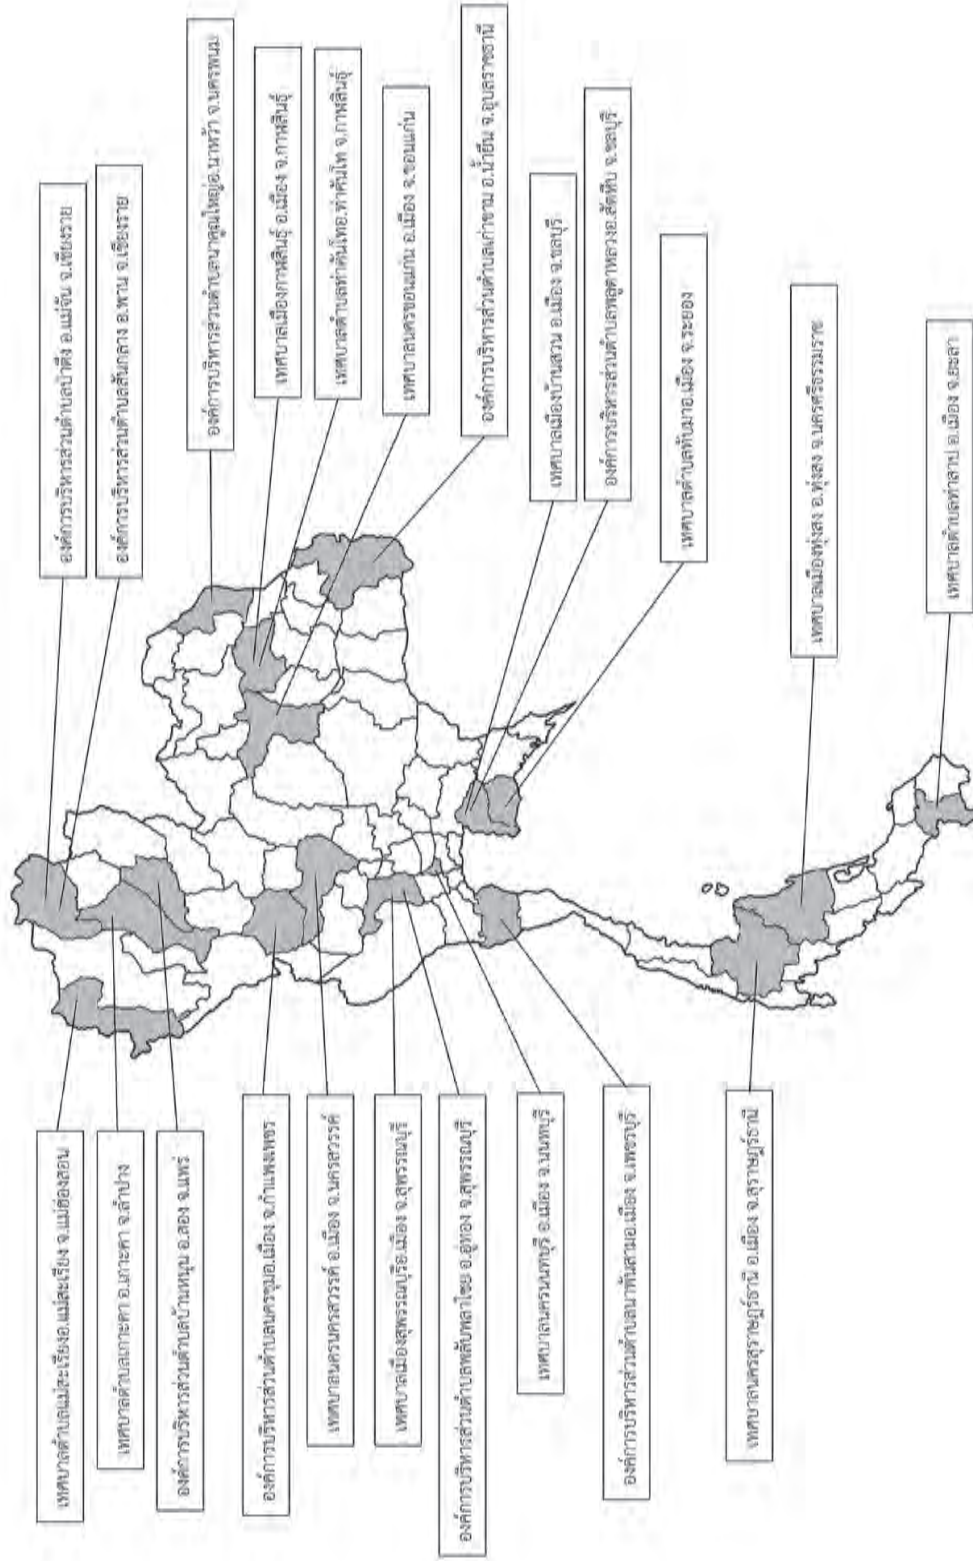 องค์การบริหารส่วนตำบลป่าตึง อ.แม่จัน จ.เชียงราย
องค์การบริหารส่วนตำบลสันกลาง อ.พาน จ.เชียงราย
องค์การบริหารส่วนตำบลนาคูณใหญ่อ.นาหว้า จ.นครพนม
เทศบาลเมืองกาฬสินธุ์ อ.เมือง จ.กาฬสินธุ์
เทศบาลตำบลท่าคันโทอ.ท่าคันโท จ.กาฬสินธุ์
เทศบาลนครขอนแก่น อ.เมือง จ.ขอนแก่น
องค์การบริหารส่วนตำบลเก่าขาม อ.น้ำยืน จ.อุบลราชธานี
เทศบาลเมืองบ้านสวน อ.เมือง จ.ชลบุรี
องค์การบริหารส่วนตำบลพลูตาหลวงอ.สัตหีบ จ.ชลบุรี
เทศบาลตำบลทับมาอ.เมือง จ.ระยอง
เทศบาลเมืองทุ่งสง อ.ทุ่งสง จ.นครศรีธรรมราช
เทศบาลตำบลท่าสาป อ.เมือง จ.ยะลา
เทศบาลตำบลแม่สะเรียงอ.แม่สะเรียง จ.แม่ฮ่องสอน
เทศบาลตำบลเกาะคา อ.เกาะคา จ.ลำปาง
องค์การบริหารส่วนตำบลบ้านหนุน อ.สอง จ.แพร่
องค์การบริหารส่วนตำบลนครชุมอ.เมือง จ.กำแพงเพชร
เทศบาลนครนครสวรรค์ อ.เมือง จ.นครสวรรค์
เทศบาลเมืองสุพรรณบุรีอ.เมือง จ.สุพรรณบุรี
องค์การบริหารส่วนตำบลพลับพลาไชย อ.อู่ทอง จ.สุพรรณบุรี
เทศบาลนครนนทบุรี อ.เมือง จ.นนทบุรี
องค์การบริหารส่วนตำบลนาพันสามอ.เมือง จ.เพชรบุรี
เทศบาลนครสุราษฎร์ธานี อ.เมือง จ.สุราษฎร์ธานี